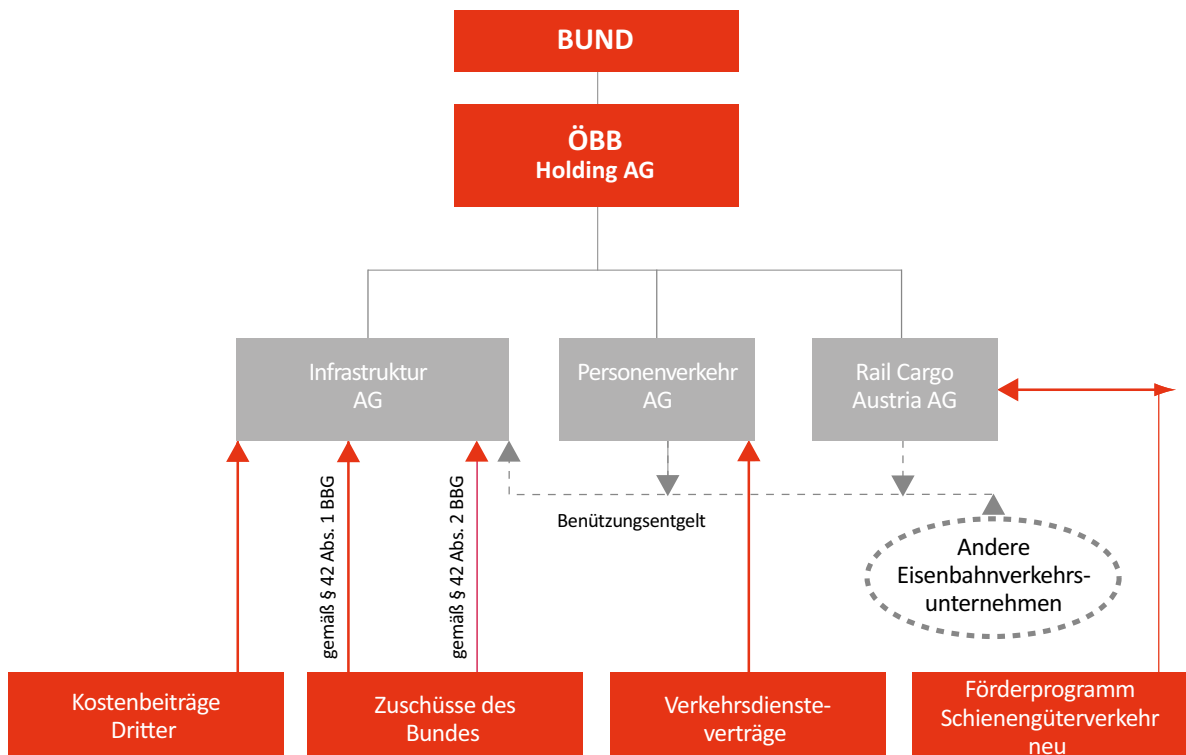 BUND
ÖBB
Holding AG
Infrastruktur
AG
Personenverkehr
AG
Rail Cargo
Austria AG
gemäß § 42 Abs. 1 BBG
gemäß § 42 Abs. 2 BBG
Benützungsentgelt
Andere
Eisenbahnverkehrs-
unternehmen
Kostenbeiträge
Dritter
Zuschüsse des
Bundes
Verkehrsdienste-
verträge
Förderprogramm
Schienengüterverkehr
neu